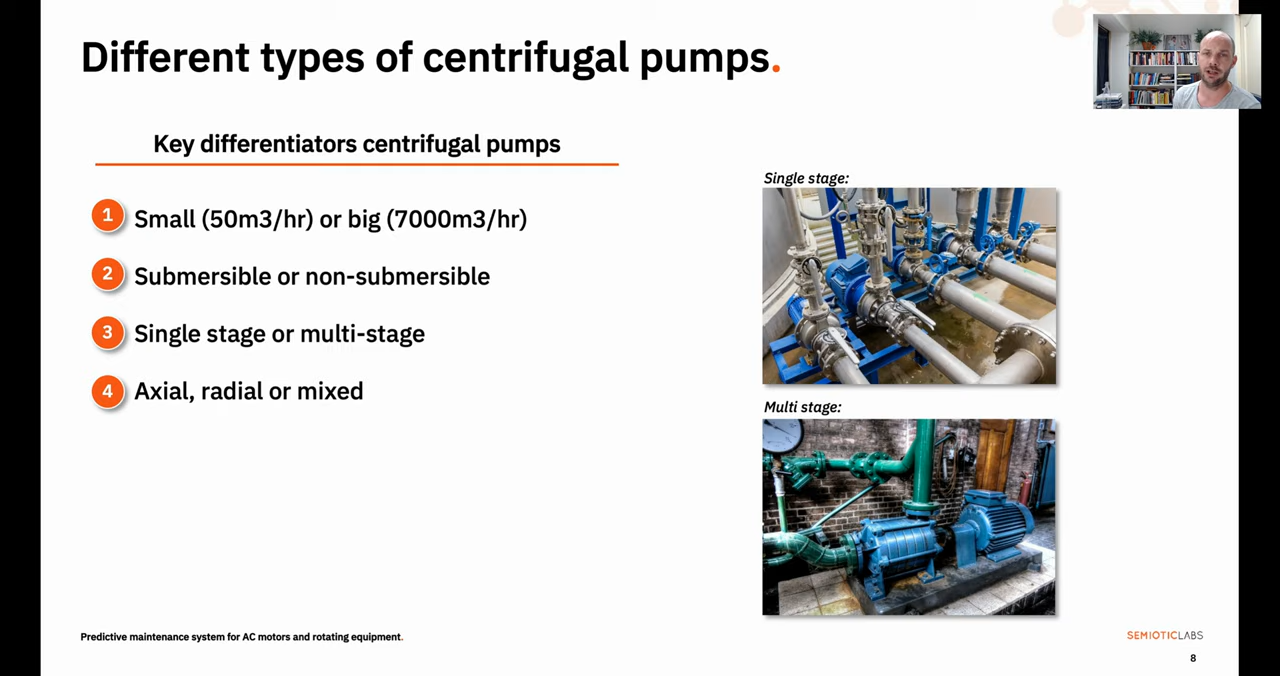 Different types of centrifugal pumps.
Key differentiators centrifugal pumps
1 Small (50m3/hr) or big (7000m3/hr)
2 Submersible or non-submersible
3 Single stage or multi-stage
4 Axial, radial or mixed
Single stage:
Multi stage:
Predictive maintenance system for AC motors and rotating equipment.
SEMIOTICLABS
8